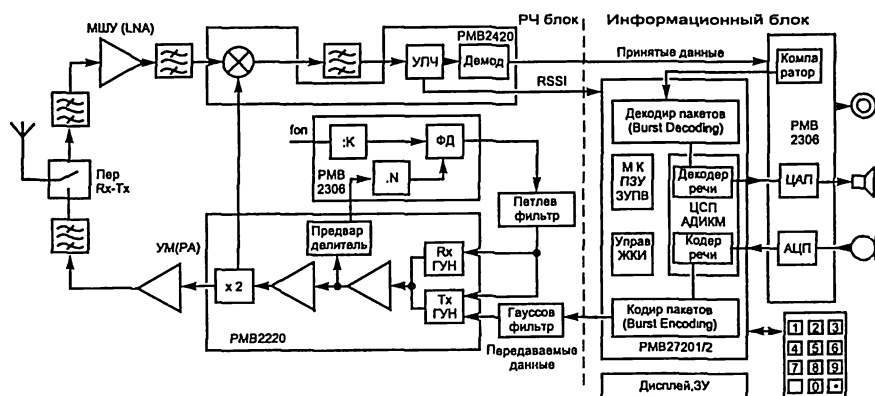 РЧ блок
Информационный блок
МШУ (LNA)
PMB2420
УПЧ
Демод
Принятые данные
RSSI
Компа
ратор
PMB
2306
Декодир пакетов
(Burst Decoding)
Пер
Rx-Tx
fоп
:K
ФД
PMB
2306
.N
М К
ПЗУ
ЗУПВ
Декодер
речи
ЦСП
АДИКМ
ЦАП
Петлев
фильтр
Предвар
делитель
УМ(PA)
Rx
ГУН
Управ
ЖКИ
Кодер
речи
АЦП
x 2
Tx
ГУН
Гауссов
фильтр
Кодир пакетов
(Burst Encoding)
PMB2220
Передаваемые
данные
PMB27201/2
1 2 3
4 5 6
7 8 9
0 •
Дисплей,ЗУ